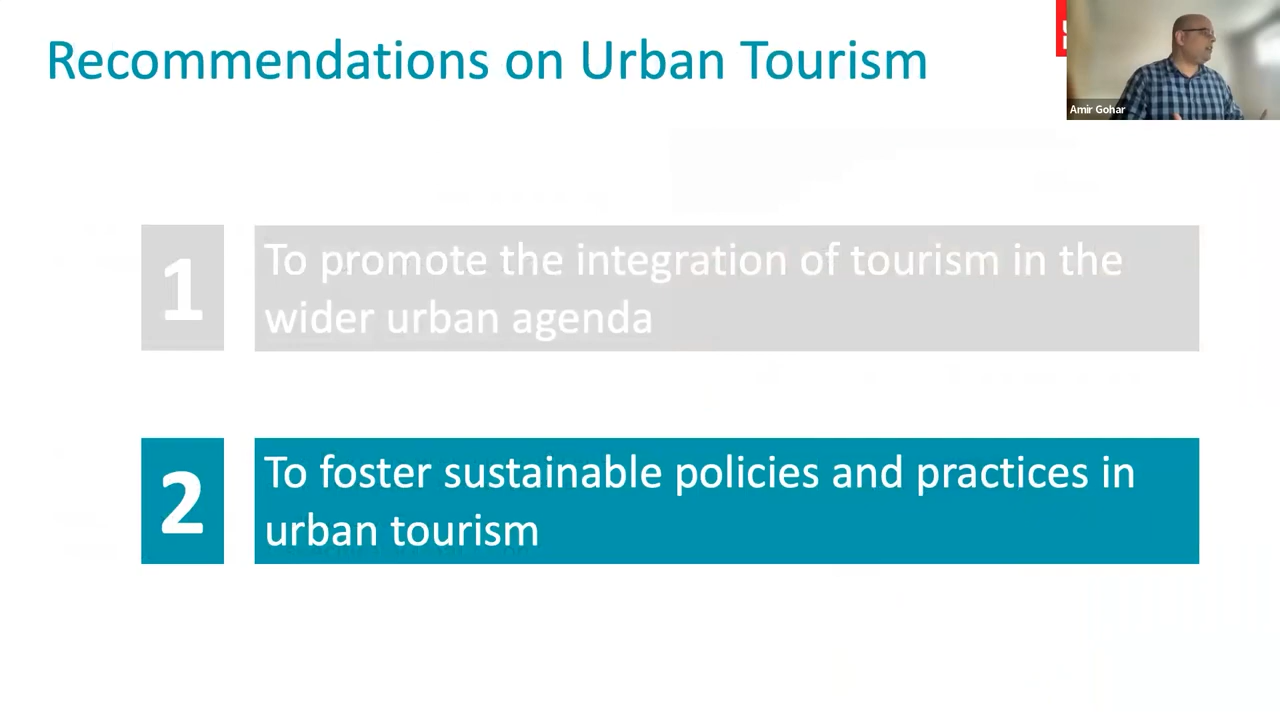 Recommendations on Urban Tourism
Amir Gohar
1
To promote the integration of tourism in the
wider urban agenda
2
To foster sustainable policies and practices in
urban tourism